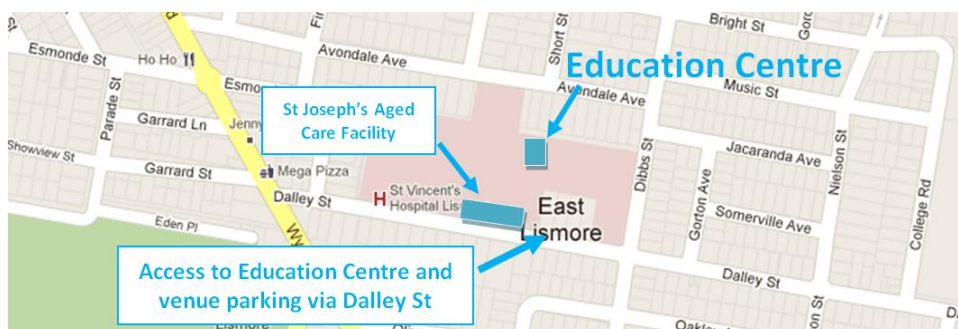 Bright St
Short St
Avondale Ave
Education Centre
Esmonde St
Ho Ho
Avondale Ave
Music St
Parade St
St Joseph's Aged
Care Facility
Garrard Ln
Jacaranda Ave
Nielson St
Showview St
Garrard St
Mega Pizza
Dibbs St
College Rd
Dalley St
H St Vincent's
Hospital Lis
Gorton Ave
East
Lismore
Somerville Ave
Eden Pl
Access to Education Centre and
venue parking via Dalley St
Dalley St
Lismore